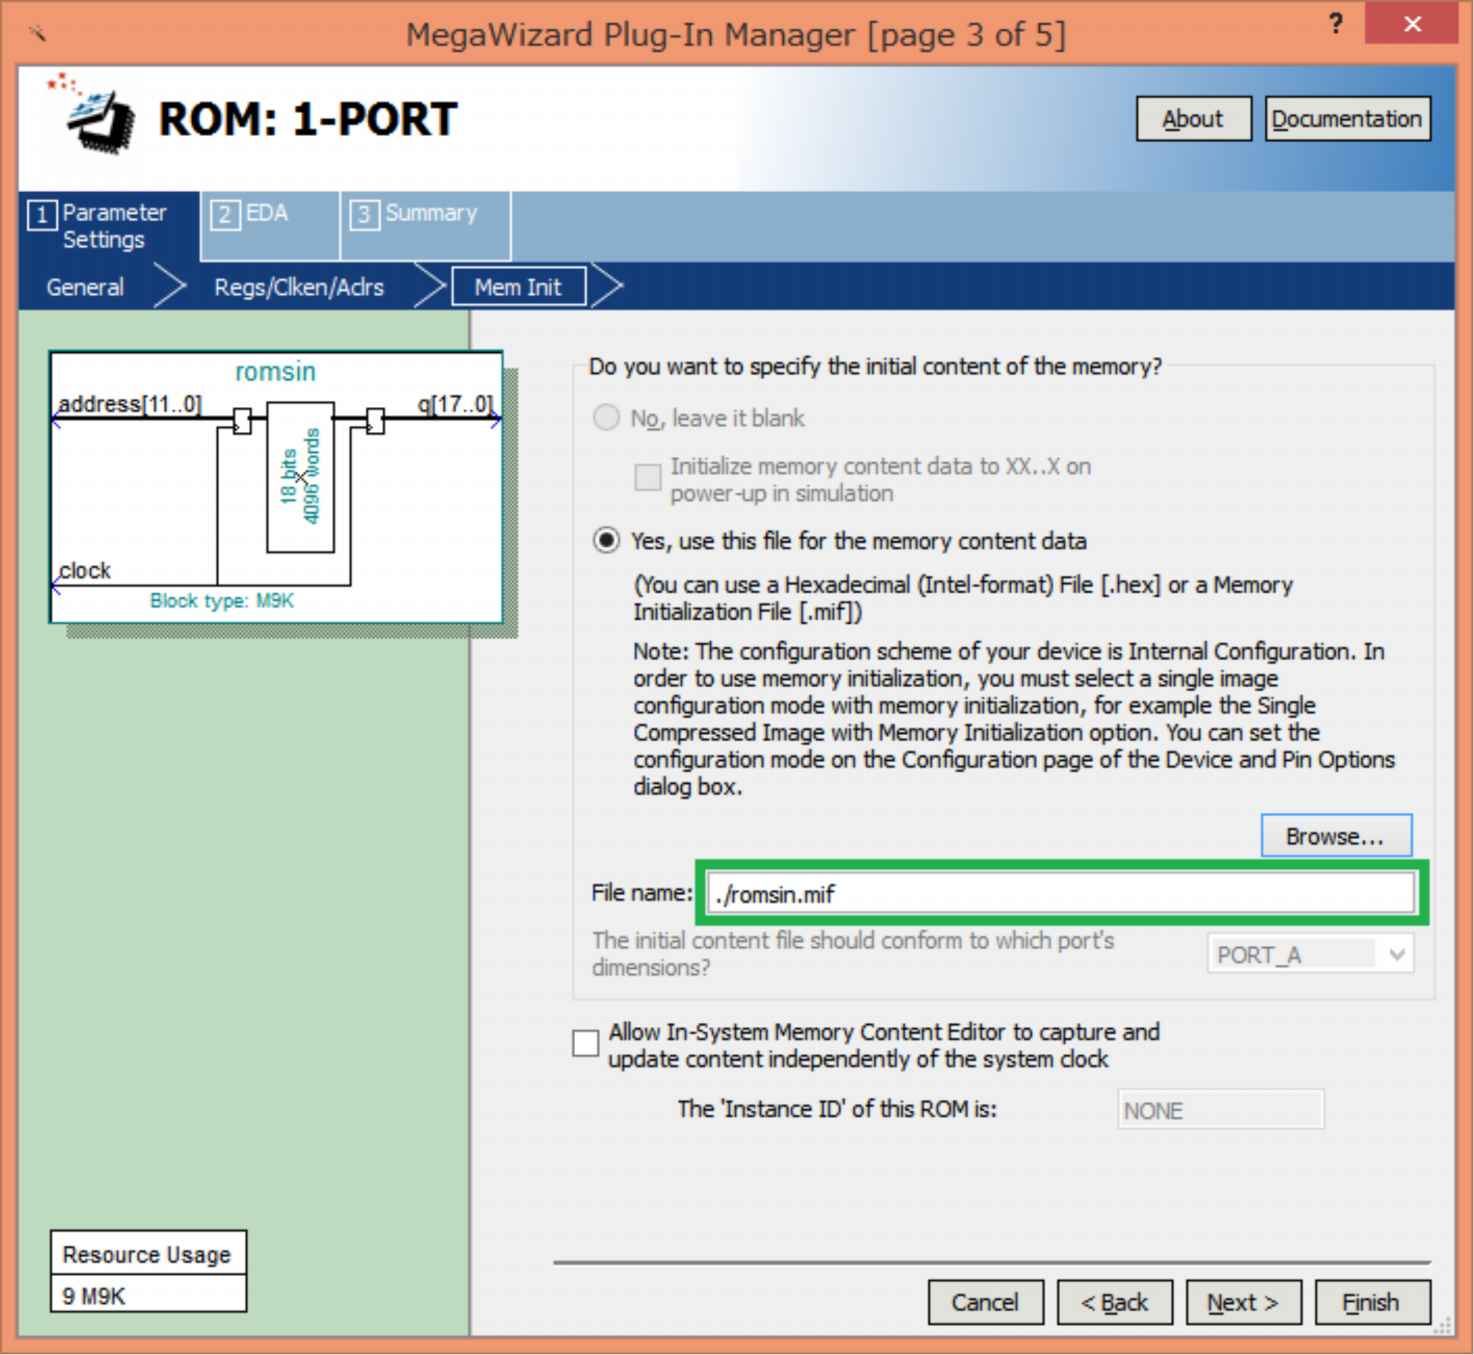 MegaWizard Plug-In Manager [page 3 of 5]
?
ROM: 1-PORT
About
Documentation
1 Parameter
Settings
2 EDA
3 Summary
General
Regs/Clken/Aclrs
Mem Init
romsin
address[11..0]
q[17..0]
18 bits
4096 words
clock
Block type: M9K
Do you want to specify the initial content of the memory?
No, leave it blank
Initialize memory content data to XX..X on
power-up in simulation
Yes, use this file for the memory content data
(You can use a Hexadecimal (Intel-format) File [.hex] or a Memory
Initialization File [.mif])
Note: The configuration scheme of your device is Internal Configuration. In
order to use memory initialization, you must select a single image
configuration mode with memory initialization, for example the Single
Compressed Image with Memory Initialization option. You can set the
configuration mode on the Configuration page of the Device and Pin Options
dialog box.
Browse...
File name: ./romsin.mif
The initial content file should conform to which port's
dimensions?
PORT_A
Allow In-System Memory Content Editor to capture and
update content independently of the system clock
The 'Instance ID' of this ROM is:
NONE
Resource Usage
9 M9K
Cancel
< Back
Next >
Finish